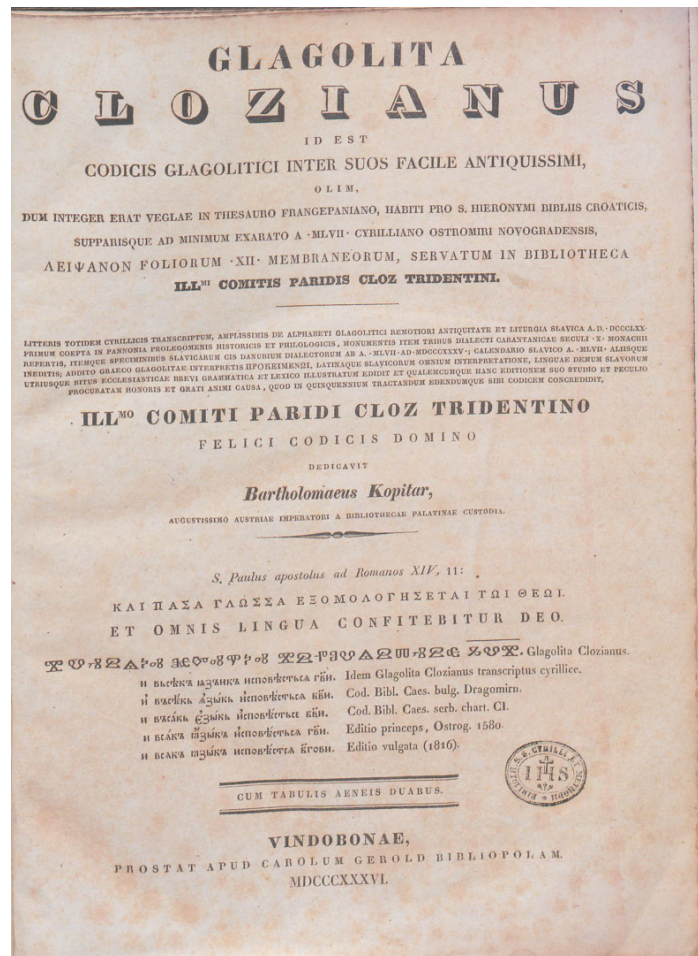 GLAGOLITA
CLOZIANUS
ID EST
CODICIS GLAGOLITICI INTER SUOS FACILE ANTIQUISSIMI,
OLIM,
DUM INTEGER ERAT VEGLAE IN THESAURO FRANGEPANIANO, HABITI PRO S. HIERONYMI BIBLIIS CROATICIS,
SUPPARISQUE AD MINIMUM EXARATO A ·MLVII· CYRILLIANO OSTROMIRI NOVOGRADENSIS,
ΛΕΙΨΑΝΟΝ FOLIORUM ·XII· MEMBRANEORUM, SERVATUM IN BIBLIOTHECA
ILL^MI COMITIS PARIDIS CLOZ TRIDENTINI.
LITTERIS TOTIDEM CYRILLICIS TRANSCRIPTUM, AMPLISSIMIS DE ALPHABETI GLAGOLITICI REMOTIORI ANTIQUITATE ET LITURGIA SLAVICA A. D. ·DCCCLXX·
PRIMUM COEPTA IN PANNONIA PROLEGOMENIS HISTORICIS ET PHILOLOGICIS, MONUMENTIS ITEM TRIBUS DIALECTI CARANTANICAE SECULI ·X· MONACHII
REPERTIS, ITEMQUE SPECIMINIBUS SLAVICARUM CIS DANUBIUM DIALECTORUM AB A. ·MLVII·AD·MDCCCXXXV·; CALENDARIO SLAVICO A. ·MLVII· ALIISQUE
INEDITIS; ADDITO GRAECO GLAGOLITAE INTERPRETIS ΠΡΟΚΕΙΜΕΝΩΙ, LATINAQUE SLAVICORUM OMNIUM INTERPRETATIONE, LINGUAE DEMUM SLAVORUM
UTRIUSQUE RITUS ECCLESIASTICAE BREVI GRAMMATICA ET LEXICO ILLUSTRATUM EDIDIT ET QUALEMCUMQUE HANC EDITIONEM SUO STUDIO ET PECULIO
PROCURATAM HONORIS ET GRATI ANIMI CAUSA, QUOD IN QUINQUENNIUM TRACTANDUM EDENDUMQUE SIBI CODICEM CONCREDIDIT,
ILL^MO COMITI PARIDI CLOZ TRIDENTINO
FELICI CODICIS DOMINO
DEDICAVIT
Bartholomaeus Kopitar,
AUGUSTISSIMO AUSTRIAE IMPERATORI A BIBLIOTHECAE PALATINAE CUSTODIA.
S. Paulus apostolus ad Romanos XIV, 11:
ΚΑΙ ΠΑΣΑ ΓΛΩΣΣΑ ΕΞΟΜΟΛΟΓΗΣΕΤΑΙ ΤΩΙ ΘΕΩΙ.
ET OMNIS LINGUA CONFITEBITUR DEO.
Glagolita Clozianus.
Idem Glagolita Clozianus transcriptus cyrillice.
Cod. Bibl. Caes. bulg. Dragomirn.
Cod. Bibl. Caes. serb. chart. CI.
Editio princeps, Ostrog. 1580.
Editio vulgata (1816).
IHS
CUM TABULIS AENEIS DUABUS.
VINDOBONAE,
PROSTAT APUD CAROLUM GEROLD BIBLIOPOLAM.
MDCCCXXXVI.